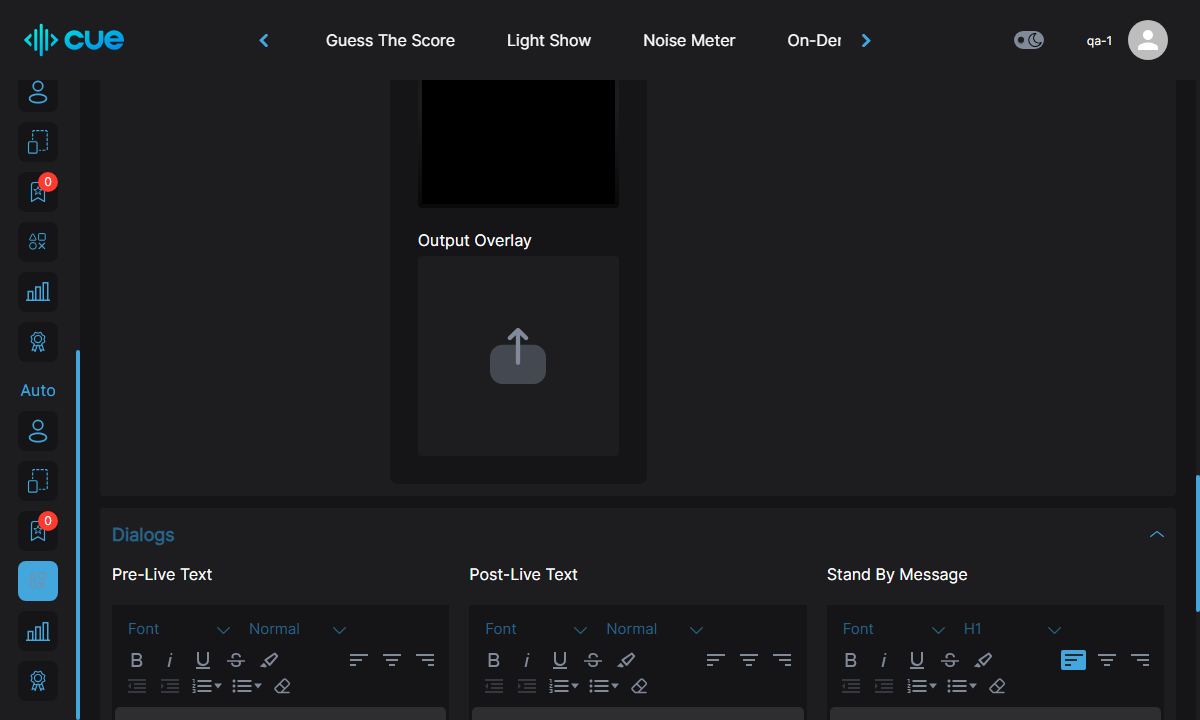 cue
Guess The Score
Light Show
Noise Meter
On-Der
qa-1
0
Auto
0
Output Overlay
Dialogs
Pre-Live Text
Post-Live Text
Stand By Message
Font
Normal
Font
Normal
Font
H1